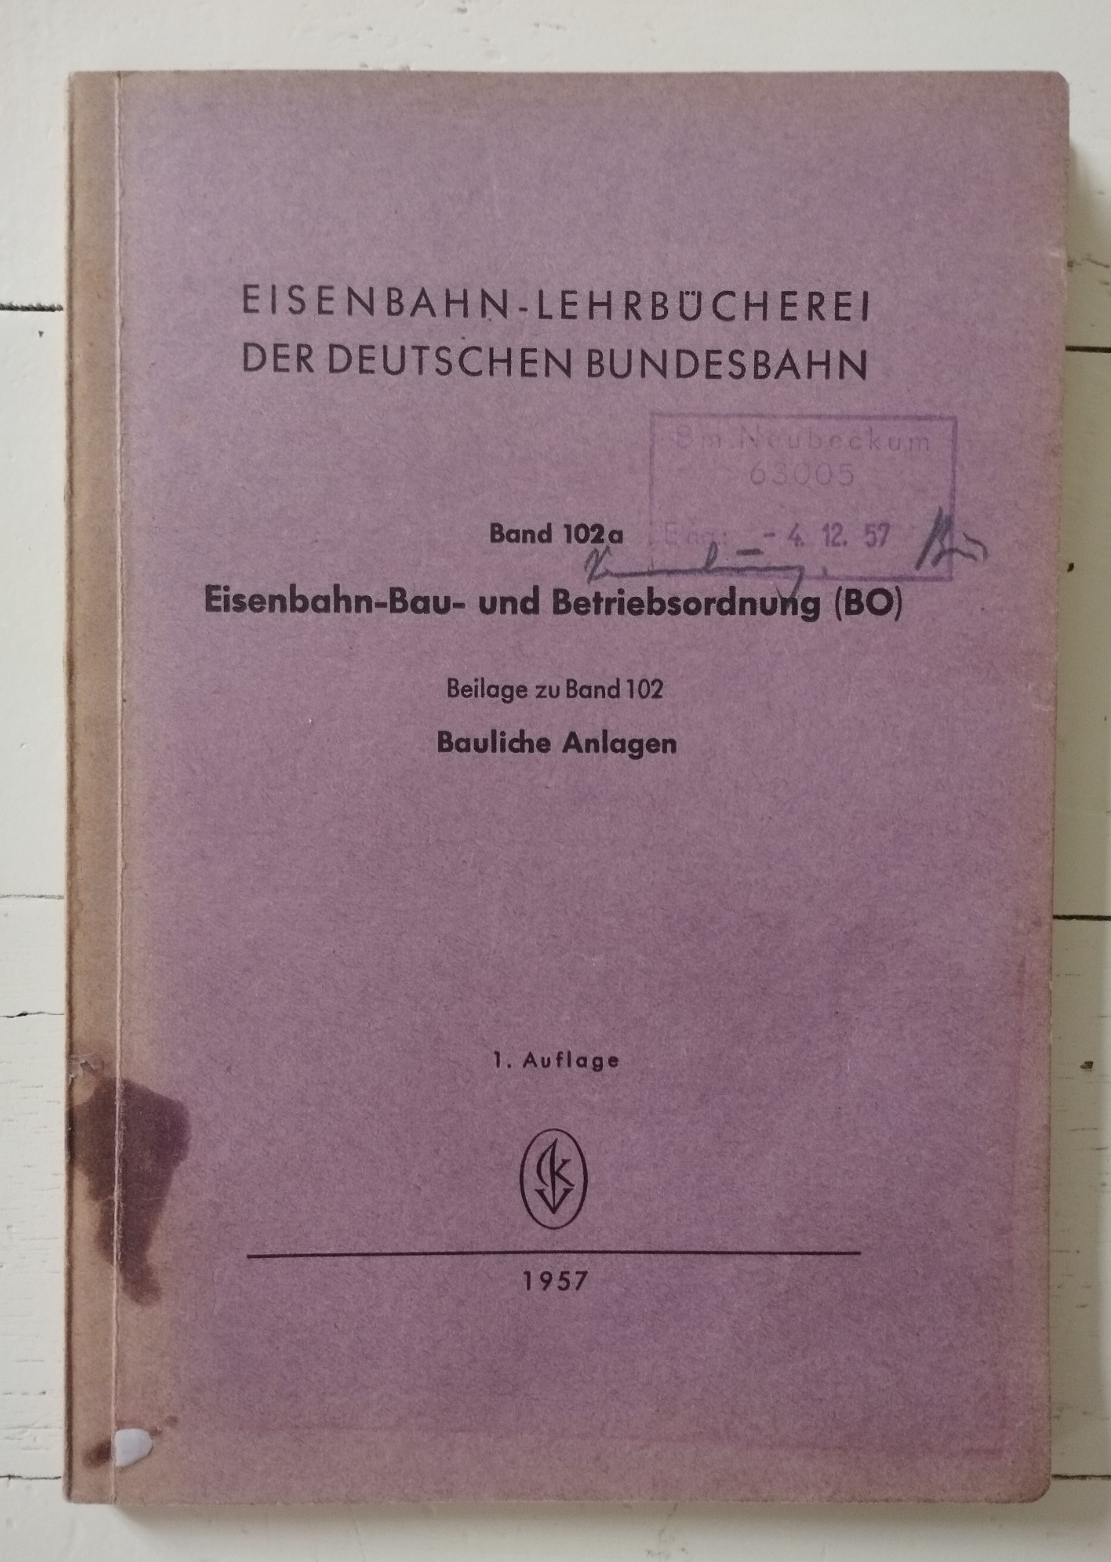 EISENBAHN-LEHRBÜCHEREI
DER DEUTSCHEN BUNDESBAHN
Bm Neubeckum
63005
Eing: - 4. 12. 57
Band 102a
Eisenbahn-Bau- und Betriebsordnung (BO)
Beilage zu Band 102
Bauliche Anlagen
1. Auflage
1957